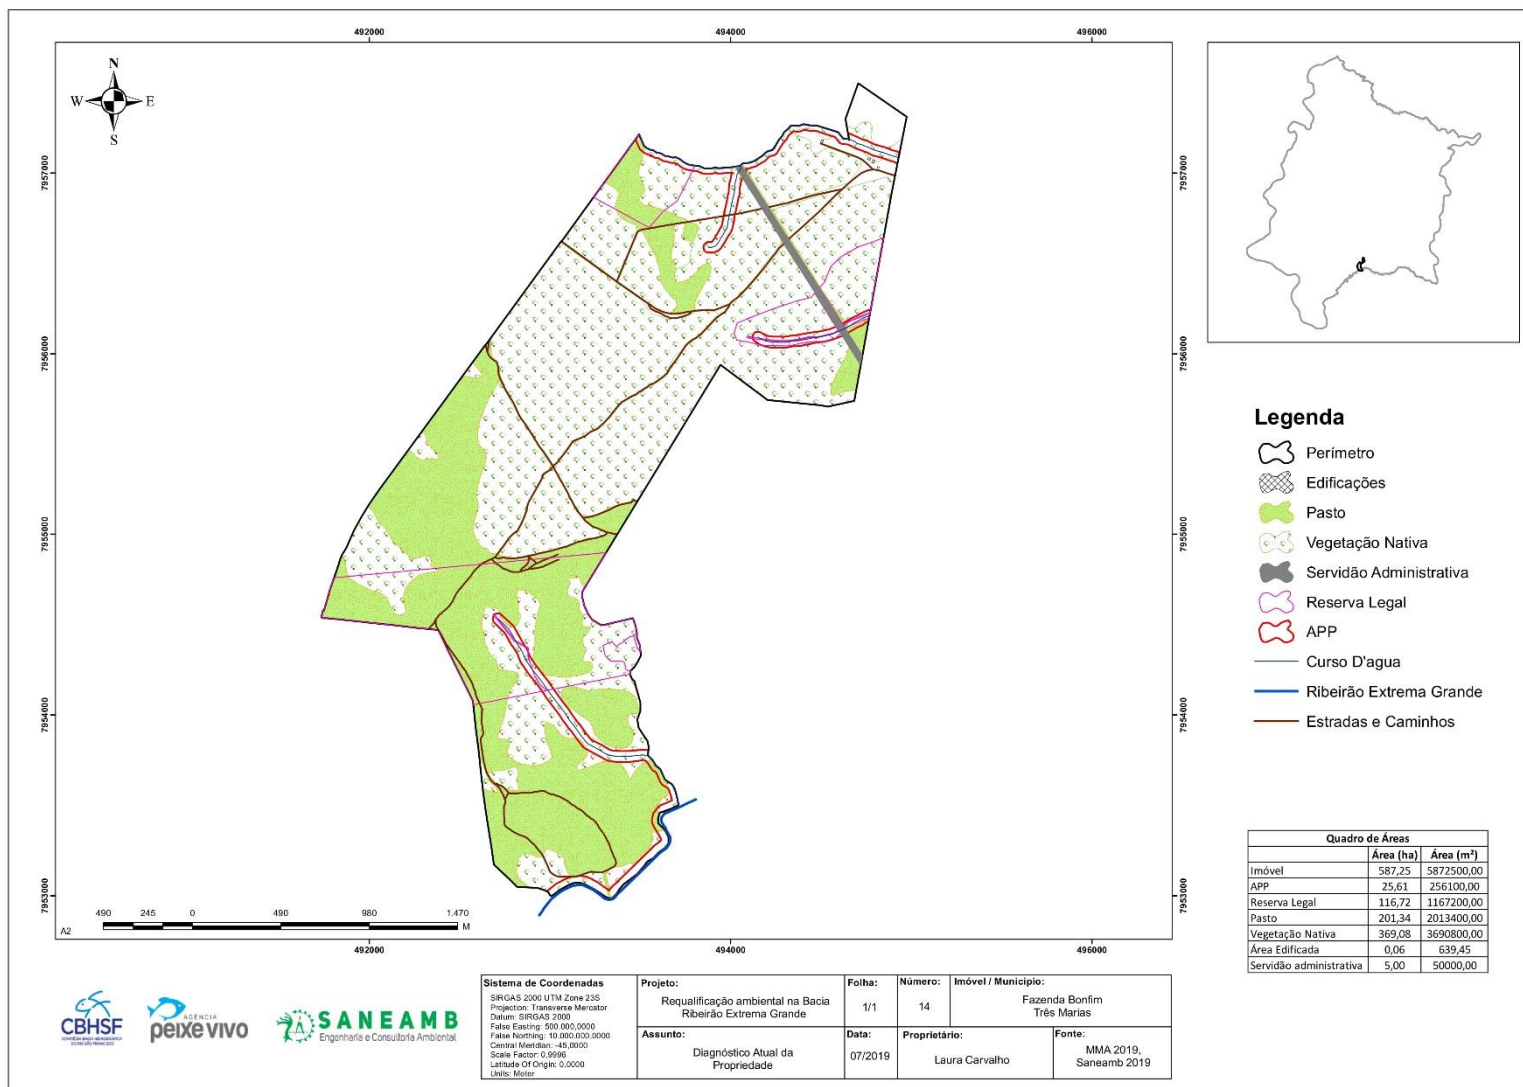 492000
494000
496000
N
W E
S
7957000
7956000
7955000
7954000
7953000
7957000
7956000
7955000
7954000
7953000
490 245 0 490 980 1.470
M
A2
492000
494000
496000
Legenda
Perímetro
Edificações
Pasto
Vegetação Nativa
Servidão Administrativa
Reserva Legal
APP
Curso D'agua
Ribeirão Extrema Grande
Estradas e Caminhos
Quadro de Áreas
Área (ha) Área (m²)
Imóvel 587,25 5872500,00
APP 25,61 256100,00
Reserva Legal 116,72 1167200,00
Pasto 201,34 2013400,00
Vegetação Nativa 369,08 3690800,00
Área Edificada 0,06 639,45
Servidão administrativa 5,00 50000,00
CBHSF
AGÊNCIA
peixe vivo
SANEAMB
Engenharia e Consultoria Ambiental
Sistema de Coordenadas
SIRGAS 2000 UTM Zone 23S
Projection: Transverse Mercator
Datum: SIRGAS 2000
False Easting: 500.000,0000
False Northing: 10.000.000,0000
Central Meridian: -45,0000
Scale Factor: 0,9996
Latitude Of Origin: 0,0000
Units: Meter
Projeto:
Requalificação ambiental na Bacia
Ribeirão Extrema Grande
Assunto:
Diagnóstico Atual da
Propriedade
Folha:
1/1
Número:
14
Imóvel / Município:
Fazenda Bonfim
Três Marias
Data:
07/2019
Proprietário:
Laura Carvalho
Fonte:
MMA 2019,
Saneamb 2019